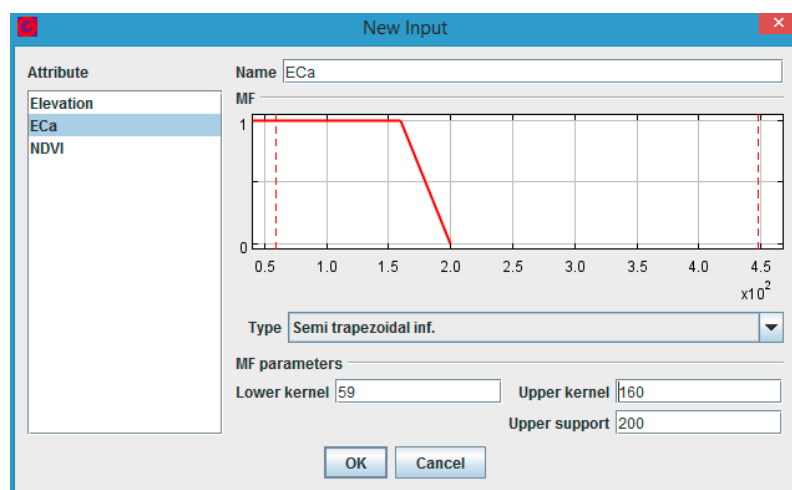 New Input
Attribute
Name ECa
Elevation
ECa
NDVI
MF
1
0
0.5 1.0 1.5 2.0 2.5 3.0 3.5 4.0 4.5
x10²
Type Semi trapezoidal inf.
MF parameters
Lower kernel 59 Upper kernel 160
Upper support 200
OK Cancel